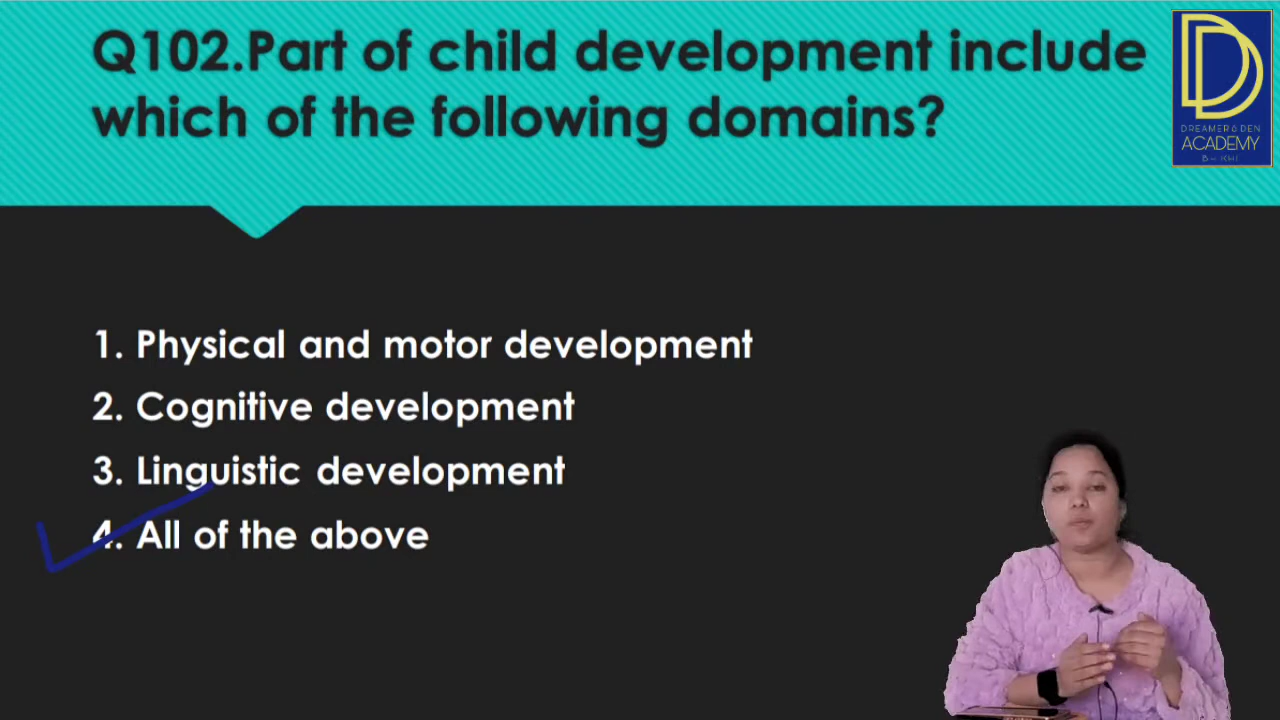 Q102.Part of child development include
which of the following domains?
DREAMER'S DEN
ACADEMY
1. Physical and motor development
2. Cognitive development
3. Linguistic development
4. All of the above